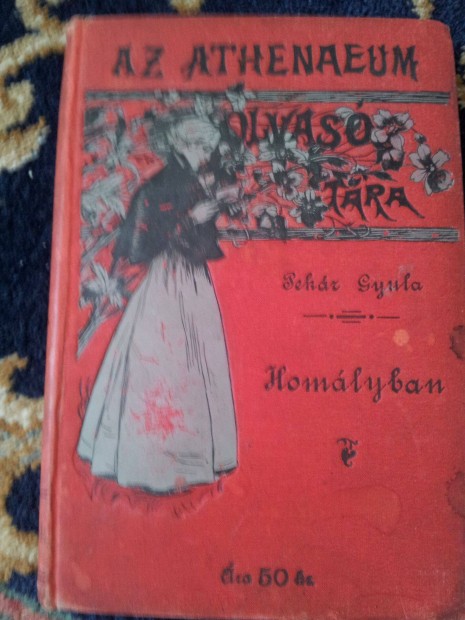 AZ ATHENAEUM
OLVASÓ
TÁRA
Pekár Gyula
Homályban
Ára 50 kr.